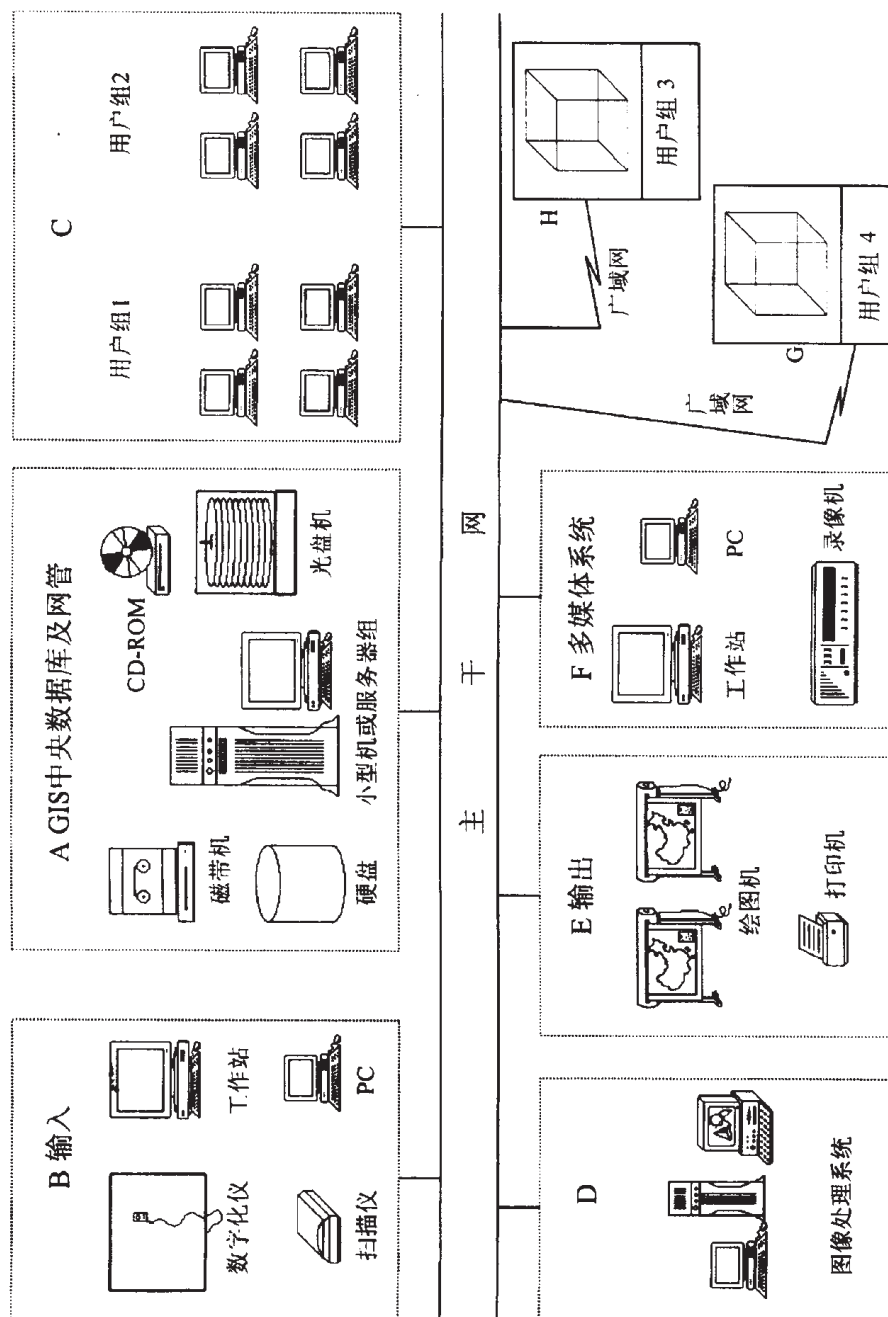 B 输入
数字化仪
工作站
扫描仪
PC
A GIS中央数据库及网管
磁带机
CD-ROM
硬盘
小型机或服务器组
光盘机
C
用户组1
用户组2
主干网
D
图像处理系统
E 输出
绘图机
打印机
F 多媒体系统
工作站
PC
录像机
广域网
G
用户组 4
广域网
H
用户组 3